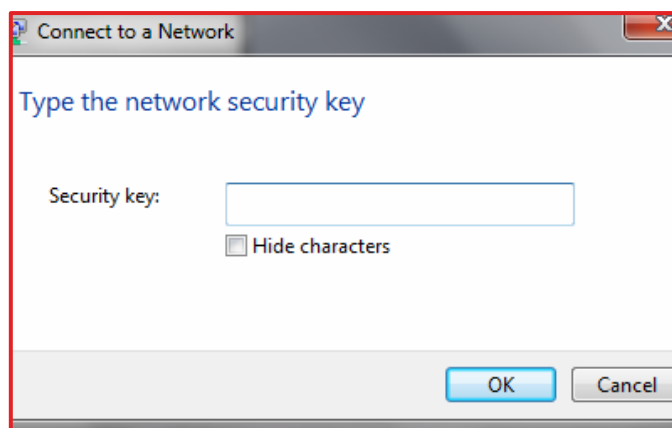 Connect to a Network
Type the network security key
Security key:
Hide characters
OK Cancel